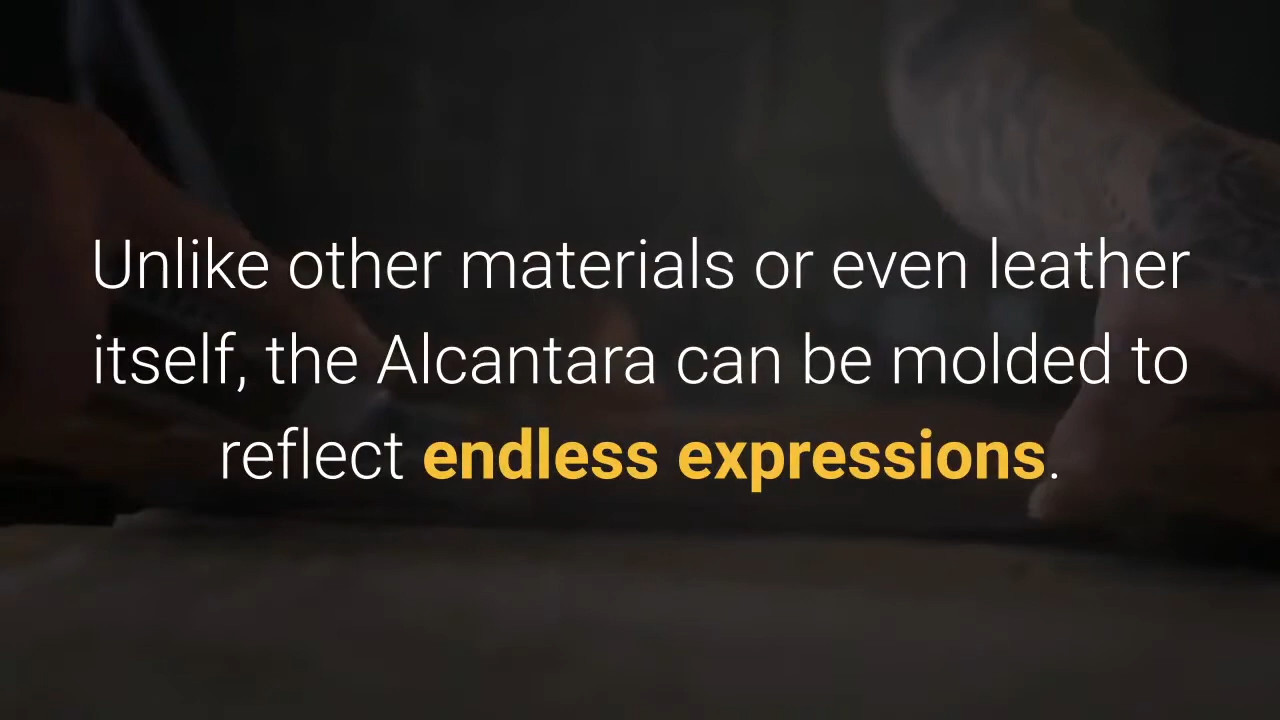 Unlike other materials or even leather
itself, the Alcantara can be molded to
reflect endless expressions.